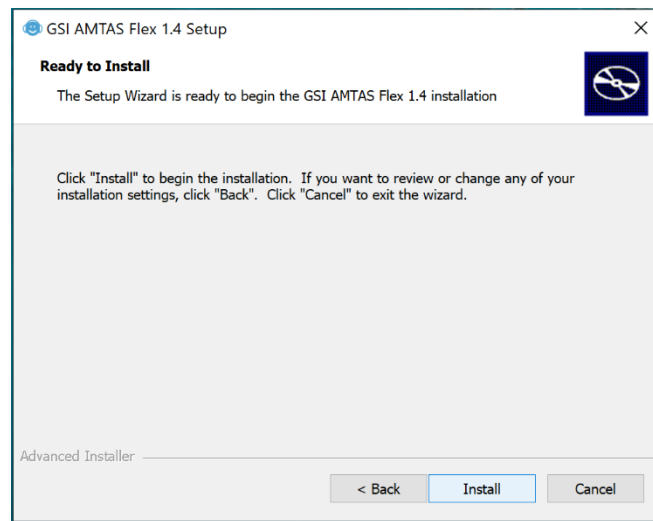 GSI AMTAS Flex 1.4 Setup
Ready to Install
The Setup Wizard is ready to begin the GSI AMTAS Flex 1.4 installation
Click "Install" to begin the installation.  If you want to review or change any of your
installation settings, click "Back".  Click "Cancel" to exit the wizard.
Advanced Installer
< Back Install Cancel